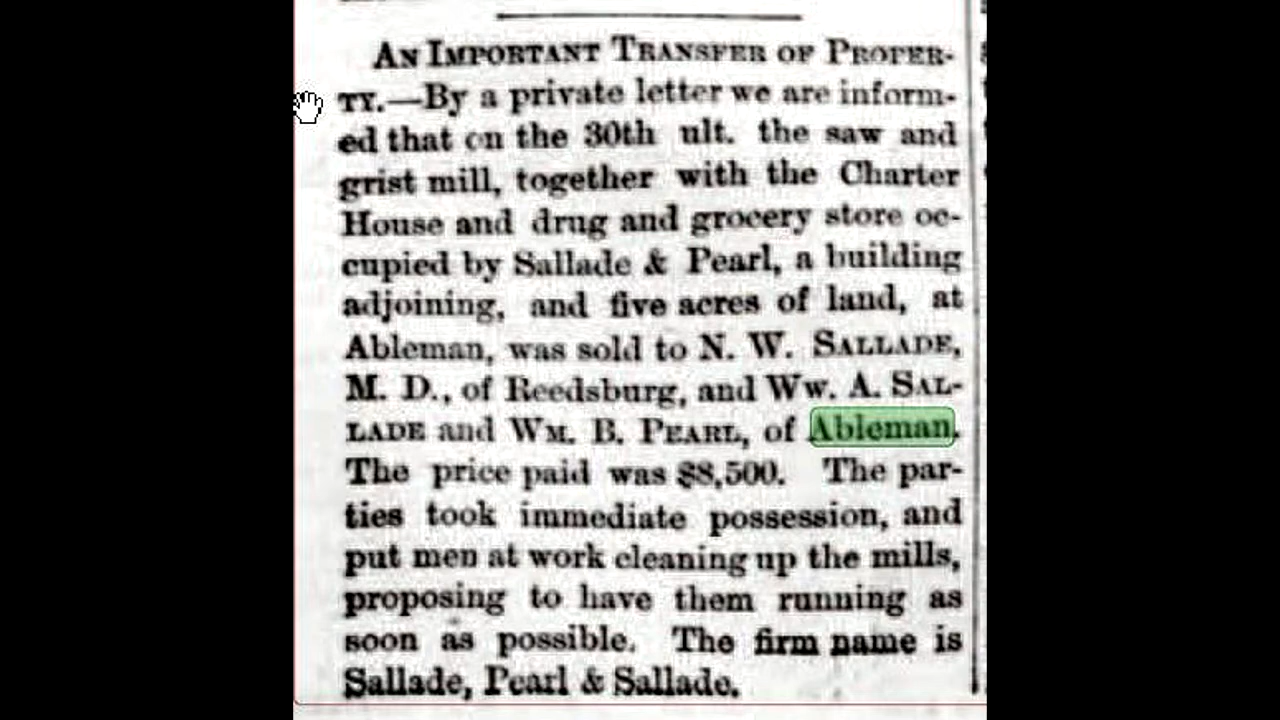 AN IMPORTANT TRANSFER OF PROPER-
TY.—By a private letter we are inform-
ed that on the 30th ult. the saw and
grist mill, together with the Charter
House and drug and grocery store oc-
cupied by Sallade & Pearl, a building
adjoining, and five acres of land, at
Ableman, was sold to N. W. SALLADE,
M. D., of Reedsburg, and WW. A. SAL-
LADE and WM. B. PEARL, of Ableman.
The price paid was $8,500. The par-
ties took immediate possession, and
put men at work cleaning up the mills,
proposing to have them running as
soon as possible. The firm name is
Sallade, Pearl & Sallade.